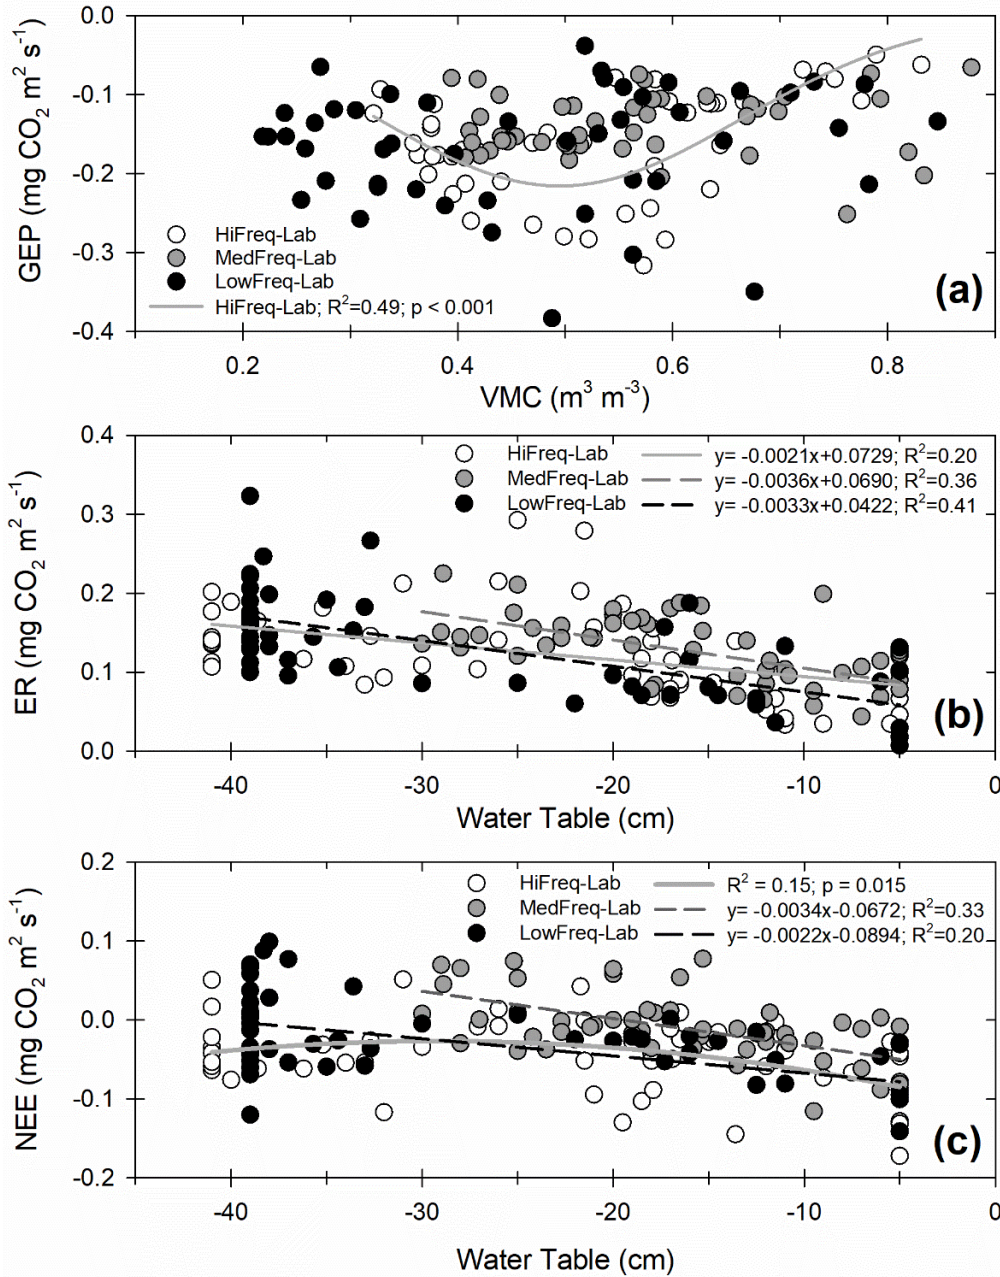 0.0
-0.1
-0.2
-0.3
-0.4
GEP (mg CO2 m² s⁻¹)
HiFreq-Lab
MedFreq-Lab
LowFreq-Lab
HiFreq-Lab; R²=0.49; p < 0.001
(a)
0.2 0.4 0.6 0.8
VMC (m³ m⁻³)
0.4
0.3
0.2
0.1
0.0
ER (mg CO₂ m² s⁻¹)
HiFreq-Lab y= -0.0021x+0.0729; R²=0.20
MedFreq-Lab y= -0.0036x+0.0690; R²=0.36
LowFreq-Lab y= -0.0033x+0.0422; R²=0.41
(b)
-40 -30 -20 -10 0
Water Table (cm)
0.2
0.1
0.0
-0.1
-0.2
NEE (mg CO₂ m² s⁻¹)
HiFreq-Lab R² = 0.15; p = 0.015
MedFreq-Lab y= -0.0034x-0.0672; R²=0.33
LowFreq-Lab y= -0.0022x-0.0894; R²=0.20
(c)
-40 -30 -20 -10 0
Water Table (cm)